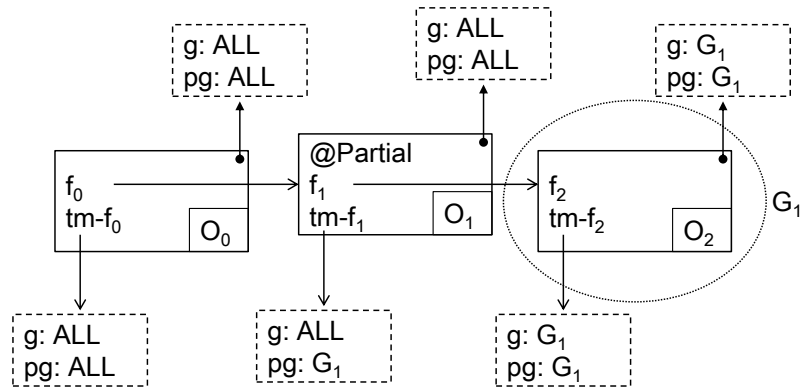 g: ALL
pg: ALL
g: ALL
pg: ALL
g: G₁
pg: G₁
f₀
tm-f₀
O₀
@Partial
f₁
tm-f₁
O₁
f₂
tm-f₂
O₂
G₁
g: ALL
pg: ALL
g: ALL
pg: G₁
g: G₁
pg: G₁